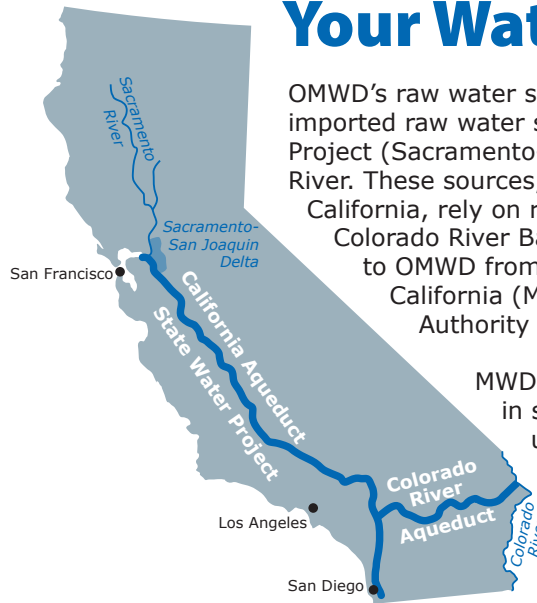 Your Wat
OMWD’s raw water s
imported raw water s
Project (Sacramento
River. These sources,
California, rely on
Colorado River Ba
to OMWD from
California (M
Authority
MWD
in s
u
Sacramento
River
Sacramento-
San Joaquin
Delta
San Francisco
California Aqueduct
State Water Project
Colorado
River
Aqueduct
Los Angeles
Colorado
San Diego